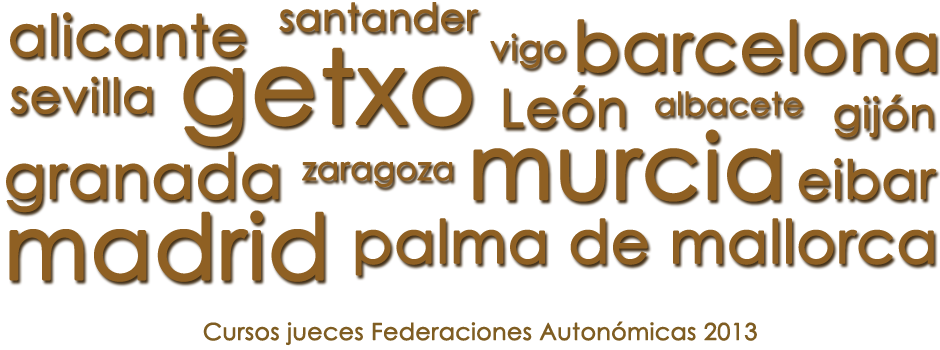 alicante santander vigo barcelona
sevilla getxo León albacete gijón
granada zaragoza murcia eibar
madrid palma de mallorca
Cursos jueces Federaciones Autonómicas 2013